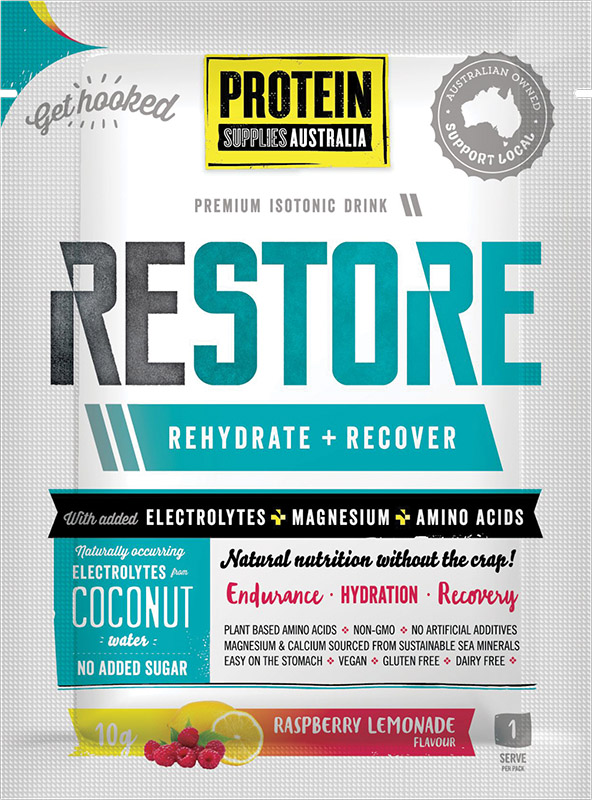 Get hooked
PROTEIN
SUPPLIES AUSTRALIA
AUSTRALIAN OWNED
SUPPORT LOCAL
PREMIUM ISOTONIC DRINK
RESTORE
REHYDRATE + RECOVER
With added ELECTROLYTES + MAGNESIUM + AMINO ACIDS
Naturally occurring
ELECTROLYTES from
COCONUT
water
NO ADDED SUGAR
Natural nutrition without the crap!
Endurance · HYDRATION · Recovery
PLANT BASED AMINO ACIDS ❖ NON-GMO ❖ NO ARTIFICIAL ADDITIVES
MAGNESIUM & CALCIUM SOURCED FROM SUSTAINABLE SEA MINERALS
EASY ON THE STOMACH ❖ VEGAN ❖ GLUTEN FREE ❖ DAIRY FREE ❖
10g
RASPBERRY LEMONADE
FLAVOUR
1
SERVE
PER PACK